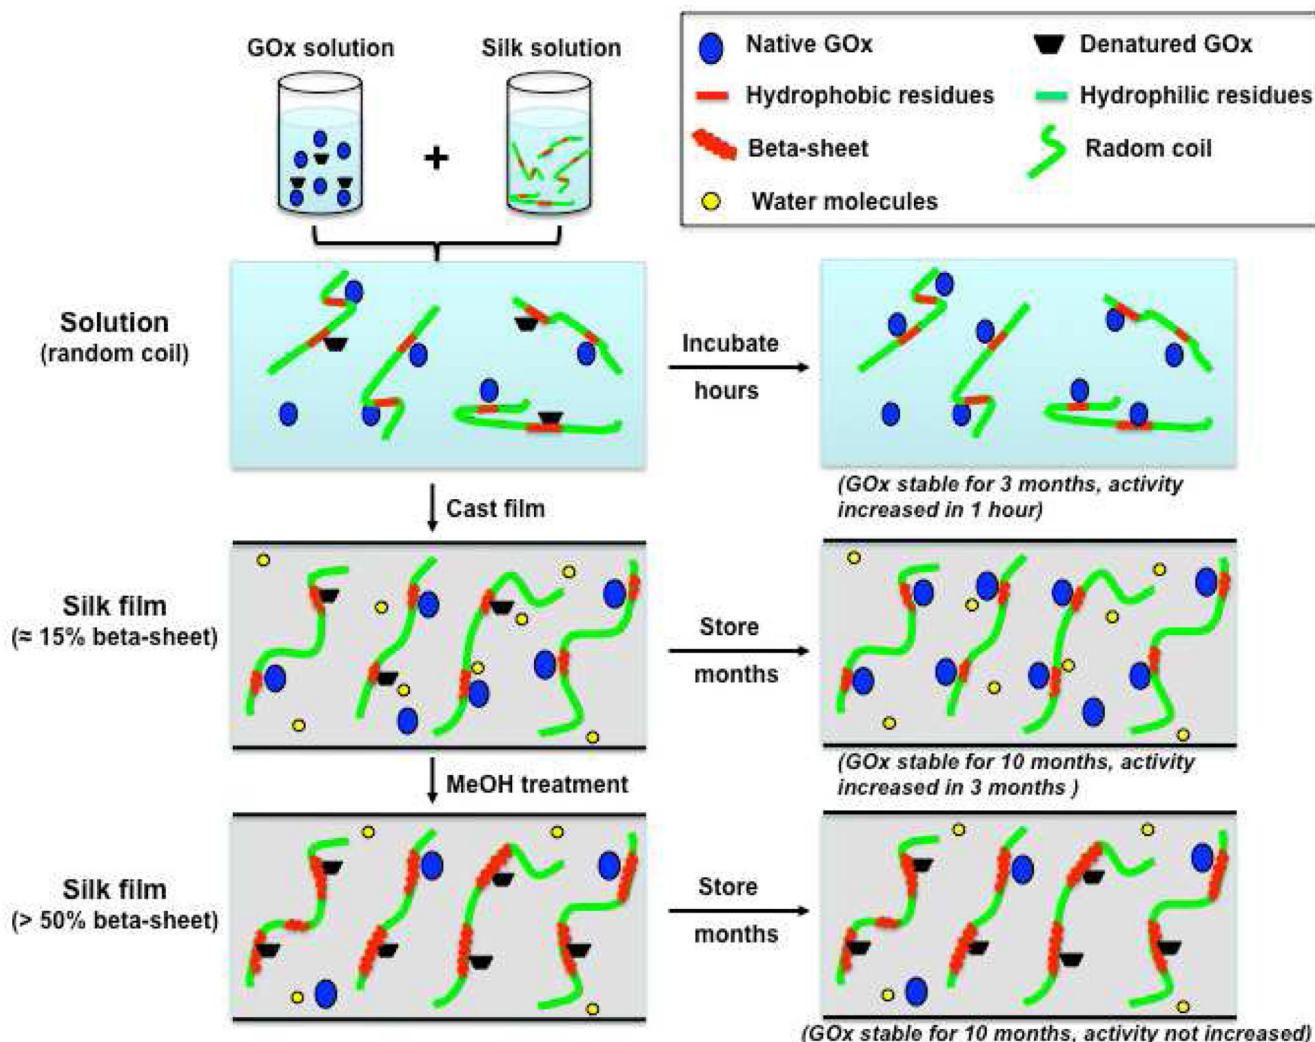 GOx solution
Silk solution
+
Native GOx
Denatured GOx
Hydrophobic residues
Hydrophilic residues
Beta-sheet
Radom coil
Water molecules
Solution
(random coil)
Incubate
hours
(GOx stable for 3 months, activity
increased in 1 hour)
Cast film
Silk film
(≈ 15% beta-sheet)
Store
months
(GOx stable for 10 months, activity
increased in 3 months )
MeOH treatment
Silk film
(> 50% beta-sheet)
Store
months
(GOx stable for 10 months, activity not increased)